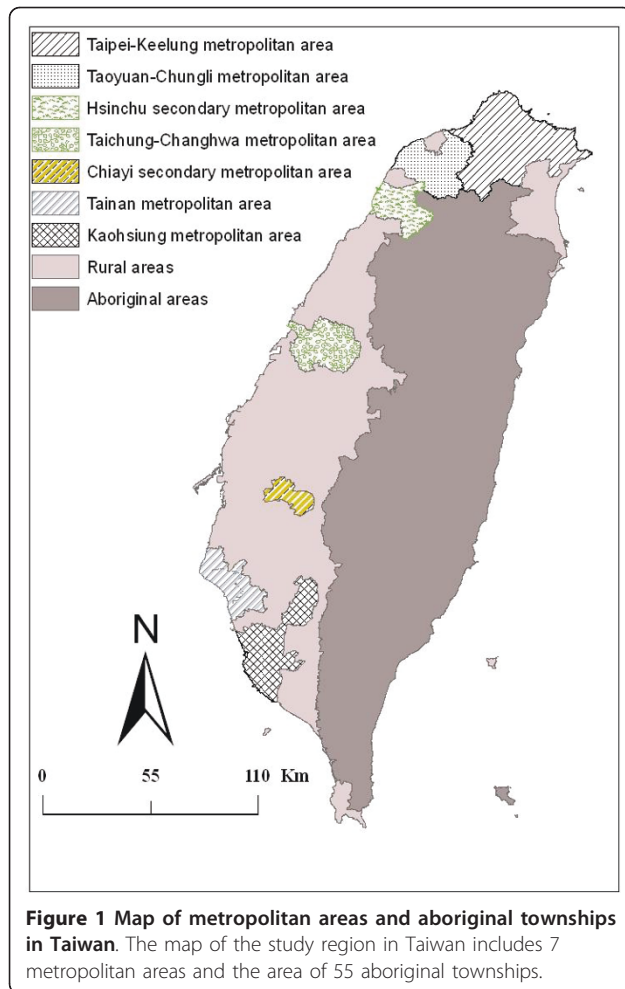 Taipei-Keelung metropolitan area
Taoyuan-Chungli metropolitan area
Hsinchu secondary metropolitan area
Taichung-Changhwa metropolitan area
Chiayi secondary metropolitan area
Tainan metropolitan area
Kaohsiung metropolitan area
Rural areas
Aboriginal areas
N
0 55 110 Km
Figure 1 Map of metropolitan areas and aboriginal townships
in Taiwan. The map of the study region in Taiwan includes 7
metropolitan areas and the area of 55 aboriginal townships.